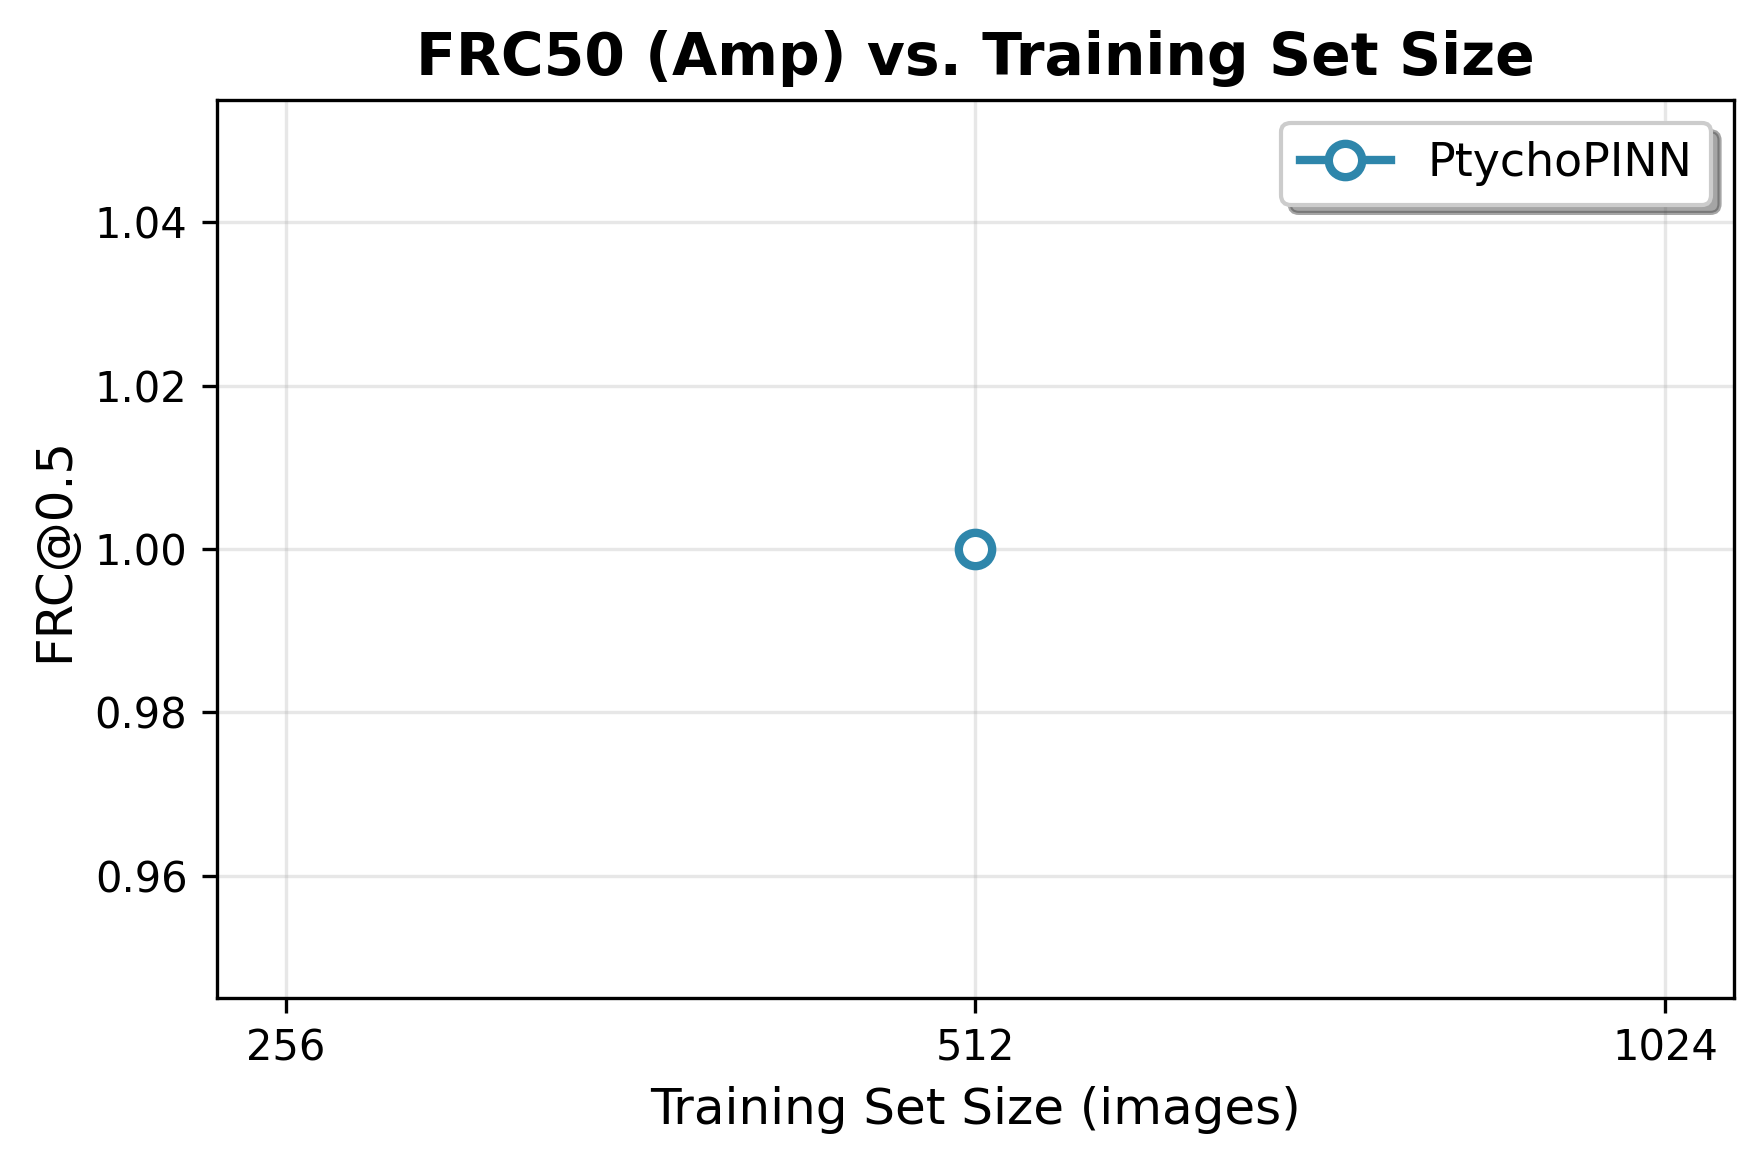 FRC50 (Amp) vs. Training Set Size
PtychoPINN
1.04
1.02
1.00
0.98
0.96
FRC@0.5
256 512 1024
Training Set Size (images)